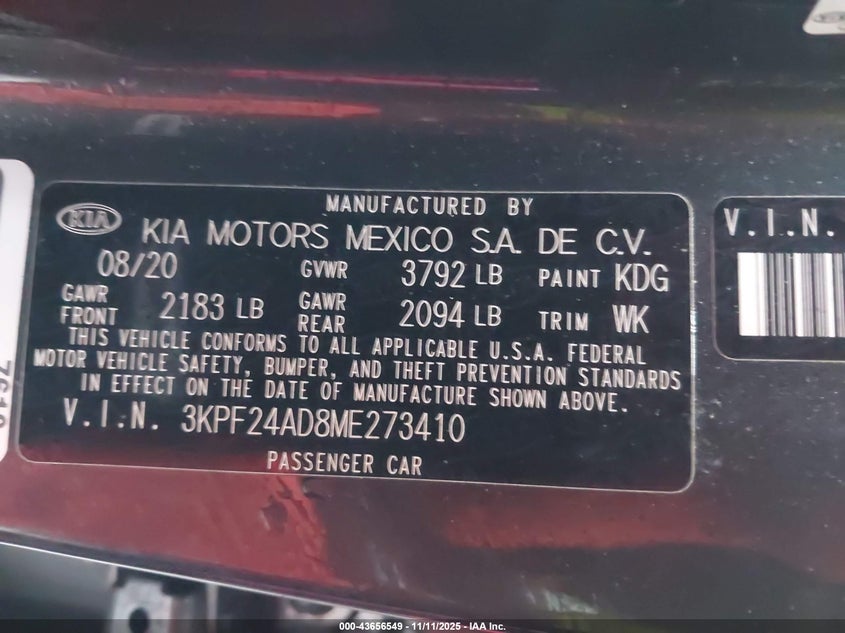 MANUFACTURED BY
KIA KIA MOTORS MEXICO S.A. DE C.V.
08/20 GVWR 3792 LB PAINT KDG
GAWR FRONT 2183 LB GAWR REAR 2094 LB TRIM WK
THIS VEHICLE CONFORMS TO ALL APPLICABLE U.S.A. FEDERAL
MOTOR VEHICLE SAFETY, BUMPER, AND THEFT PREVENTION STANDARDS
IN EFFECT ON THE DATE OF MANUFACTURE SHOWN ABOVE.
V.I.N. 3KPF24AD8ME273410
PASSENGER CAR
V.I.N.
000-43656549 - 11/11/2025 - IAA Inc.